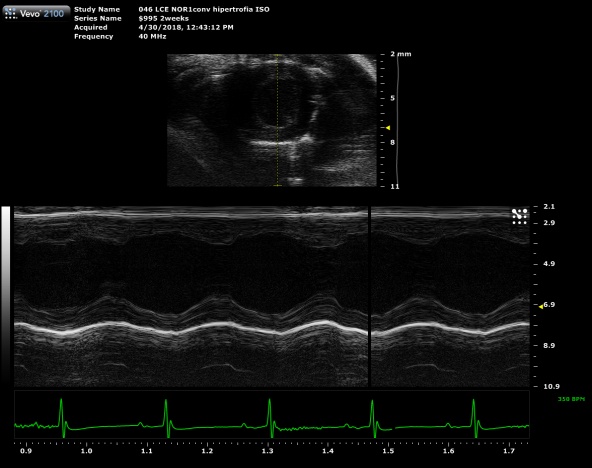 Vevo 2100
Study Name 046 LCE NOR1conv hipertrofia ISO
Series Name S995 2weeks
Acquired 4/30/2018, 12:43:12 PM
Frequency 40 MHz
2 mm
5
8
11
2.1
2.9
4.9
6.9
8.9
10.9
350 BPM
0.9 1.0 1.1 1.2 1.3 1.4 1.5 1.6 1.7